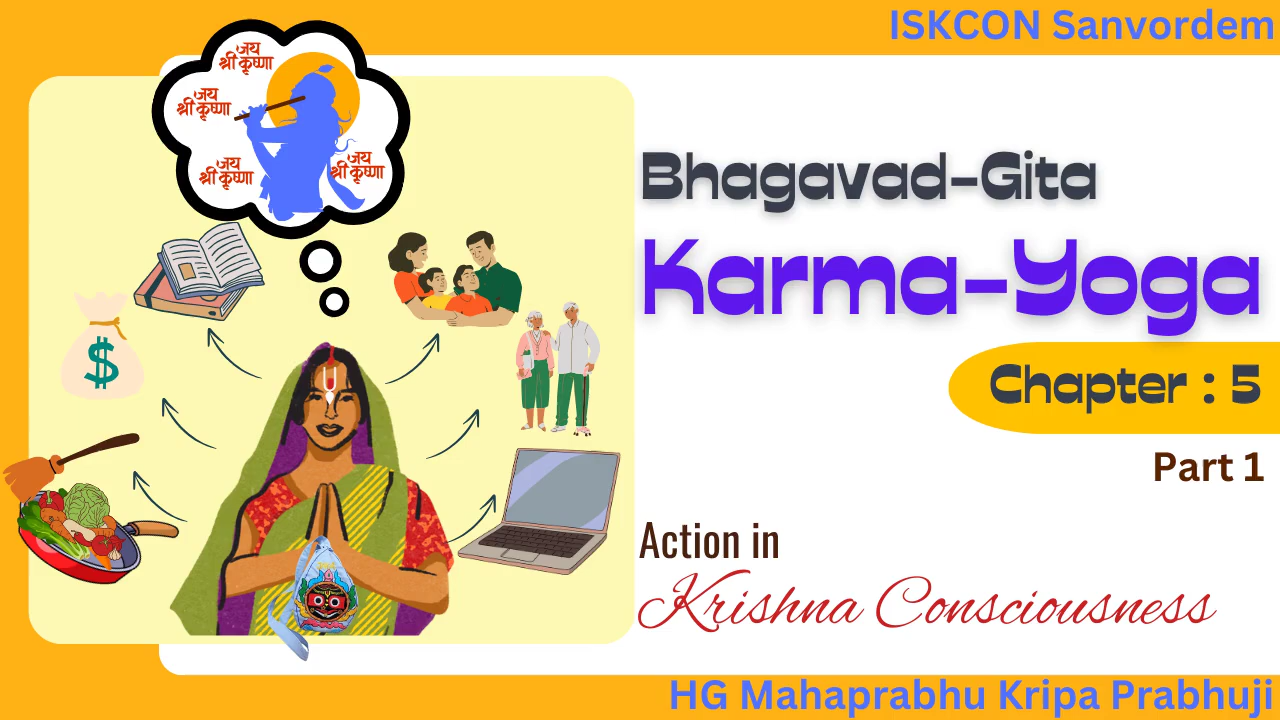 ISKCON Sanvordem
जय
श्री कृष्णा
जय
श्री कृष्णा
जय
श्री कृष्णा
जय
श्री कृष्णा
Bhagavad-Gita
Karma-Yoga
Chapter : 5
Part 1
$
Action in
Krishna Consciousness
HG Mahaprabhu Kripa Prabhuji